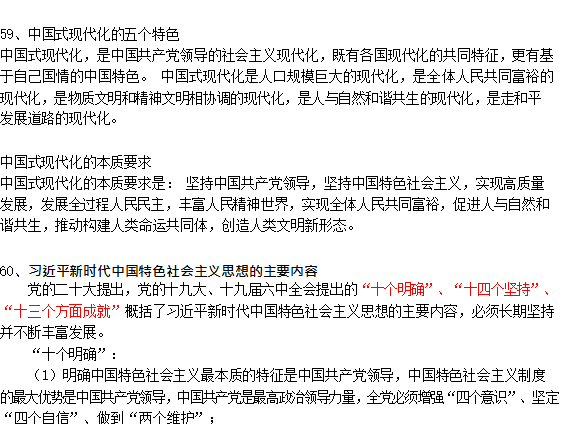 59、中国式现代化的五个特色
中国式现代化，是中国共产党领导的社会主义现代化，既有各国现代化的共同特征，更有基
于自己国情的中国特色。 中国式现代化是人口规模巨大的现代化，是全体人民共同富裕的
现代化，是物质文明和精神文明相协调的现代化，是人与自然和谐共生的现代化，是走和平
发展道路的现代化。
中国式现代化的本质要求
中国式现代化的本质要求是： 坚持中国共产党领导，坚持中国特色社会主义，实现高质量
发展，发展全过程人民民主，丰富人民精神世界，实现全体人民共同富裕，促进人与自然和
谐共生，推动构建人类命运共同体，创造人类文明新形态。
60、习近平新时代中国特色社会主义思想的主要内容
党的二十大提出，党的十九大、十九届六中全会提出的“十个明确”、“十四个坚持”、
“十三个方面成就”概括了习近平新时代中国特色社会主义思想的主要内容，必须长期坚持
并不断丰富发展。
“十个明确”：
（1）明确中国特色社会主义最本质的特征是中国共产党领导，中国特色社会主义制度
的最大优势是中国共产党领导，中国共产党是最高政治领导力量，全党必须增强“四个意识”、坚定
“四个自信”、做到“两个维护”；